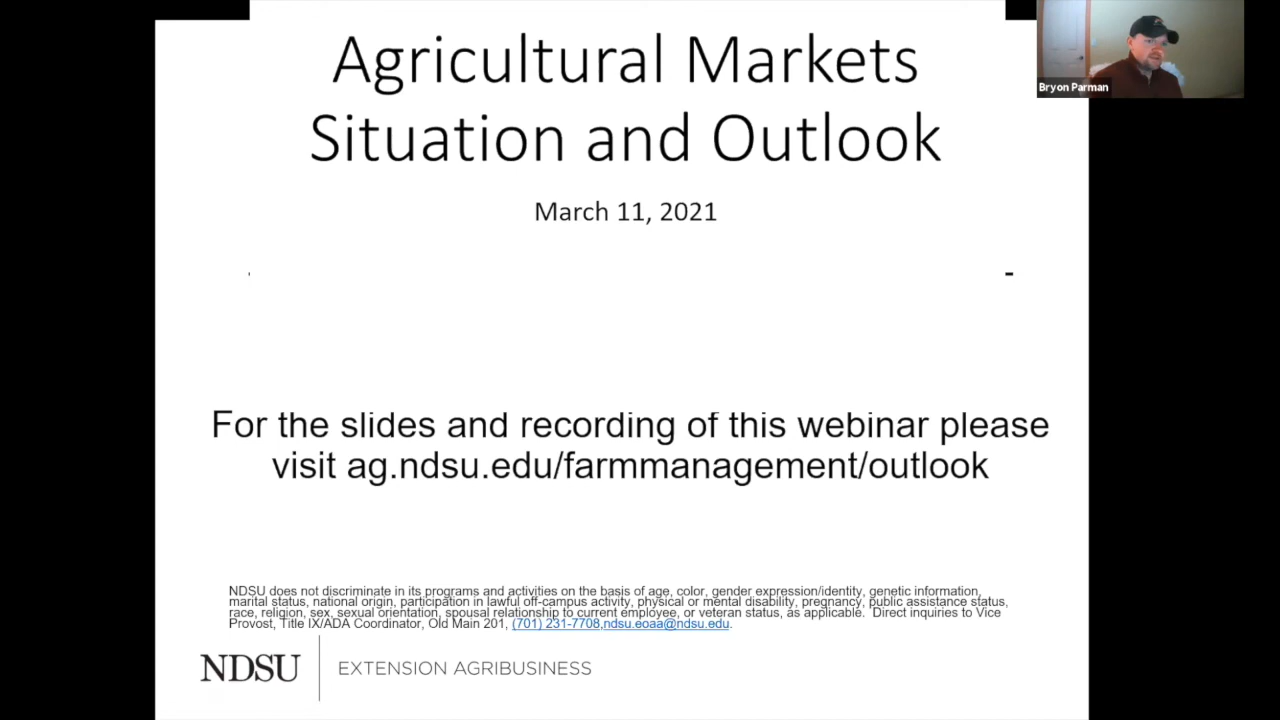 Agricultural Markets
Situation and Outlook
March 11, 2021
Bryon Parman
For the slides and recording of this webinar please
visit ag.ndsu.edu/farmmanagement/outlook
NDSU does not discriminate in its programs and activities on the basis of age, color, gender expression/identity, genetic information,
marital status, national origin, participation in lawful off-campus activity, physical or mental disability, pregnancy, public assistance status,
race, religion, sex, sexual orientation, spousal relationship to current employee, or veteran status, as applicable. Direct inquiries to Vice
Provost, Title IX/ADA Coordinator, Old Main 201, (701) 231-7708,ndsu.eoaa@ndsu.edu.
NDSU EXTENSION AGRIBUSINESS